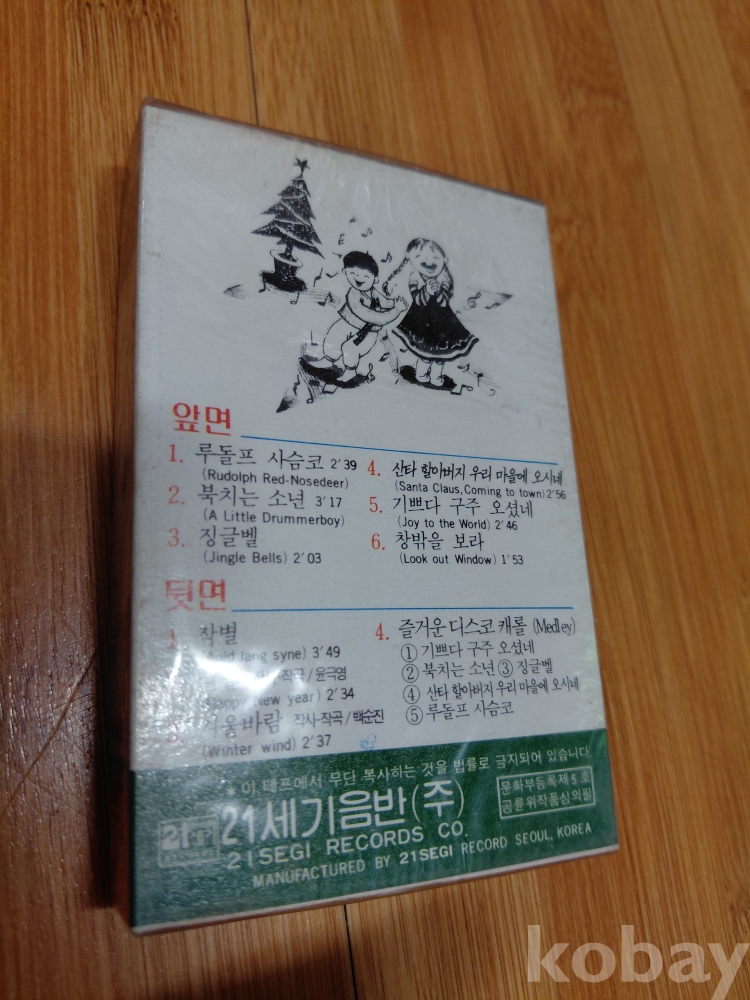 앞면
1. 루돌프 사슴코 2'39
(Rudolph Red-Nosedeer)
2. 북치는 소년 3'17
(A Little Drummerboy)
3. 징글벨
(Jingle Bells) 2'03
4. 산타 할아버지 우리 마을에 오시네
(Santa Claus, Coming to town) 2'56
5. 기쁘다 구주 오셨네
(Joy to the World) 2'46
6. 창밖을 보라
(Look out Window) 1'53
뒷면
1. 작별
lang syne) 3'49
작곡/윤극영
(Happy New year) 2'34
겨울바람 작사·작곡/백순진
(Winter wind) 2'37
4. 즐거운 디스코 캐롤 (Medley)
① 기쁘다 구주 오셨네
② 북치는 소년 ③ 징글벨
④ 산타 할아버지 우리 마을에 오시네
⑤ 루돌프 사슴코
★ 이 테프에서 무단 복사하는 것을 법률로 금지되어 있습니다
21세기음반(주)
21SEGI RECORDS CO.
MANUFACTURED BY 21SEGI RECORD SEOUL, KOREA
문화부등록제5호
공륜위작품심의필
kobay